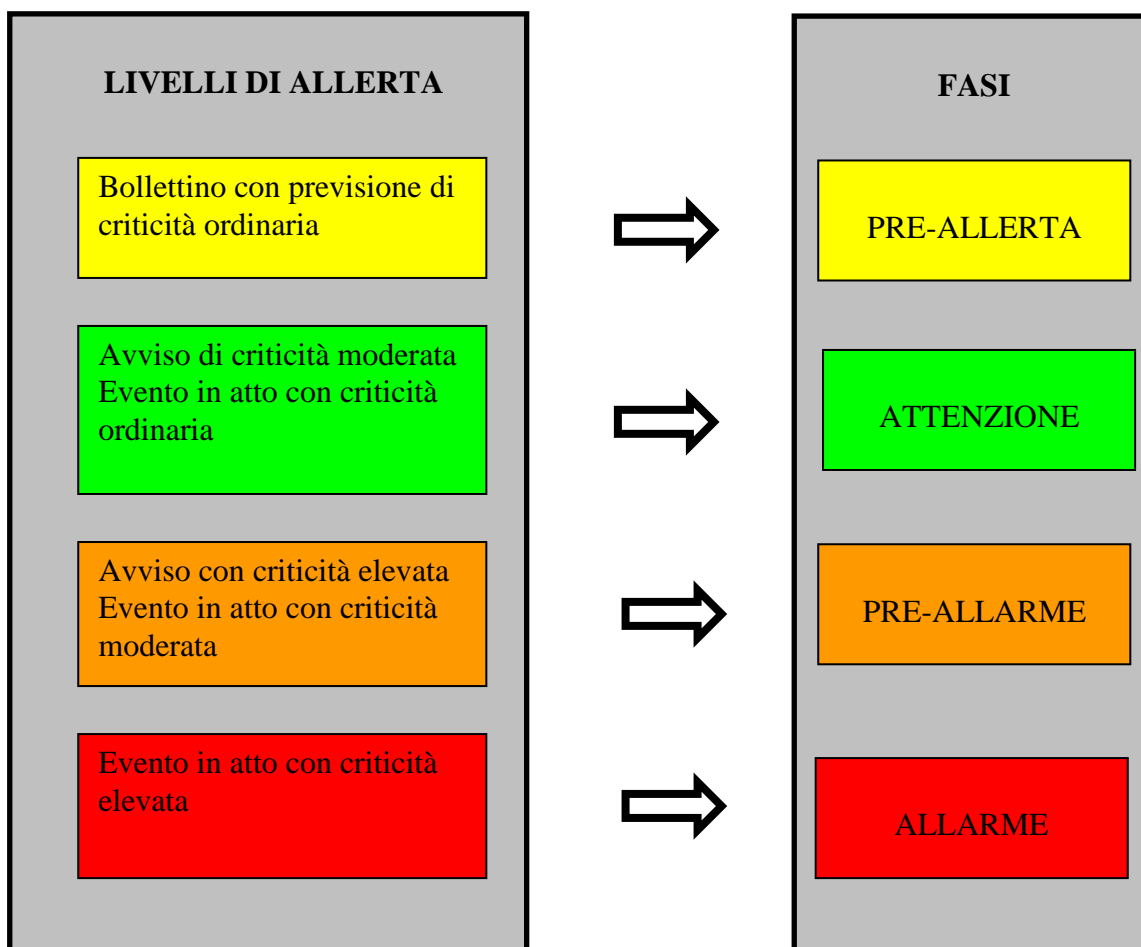 LIVELLI DI ALLERTA
Bollettino con previsione di
criticità ordinaria
Avviso di criticità moderata
Evento in atto con criticità
ordinaria
Avviso con criticità elevata
Evento in atto con criticità
moderata
Evento in atto con criticità
elevata
FASI
PRE-ALLERTA
ATTENZIONE
PRE-ALLARME
ALLARME